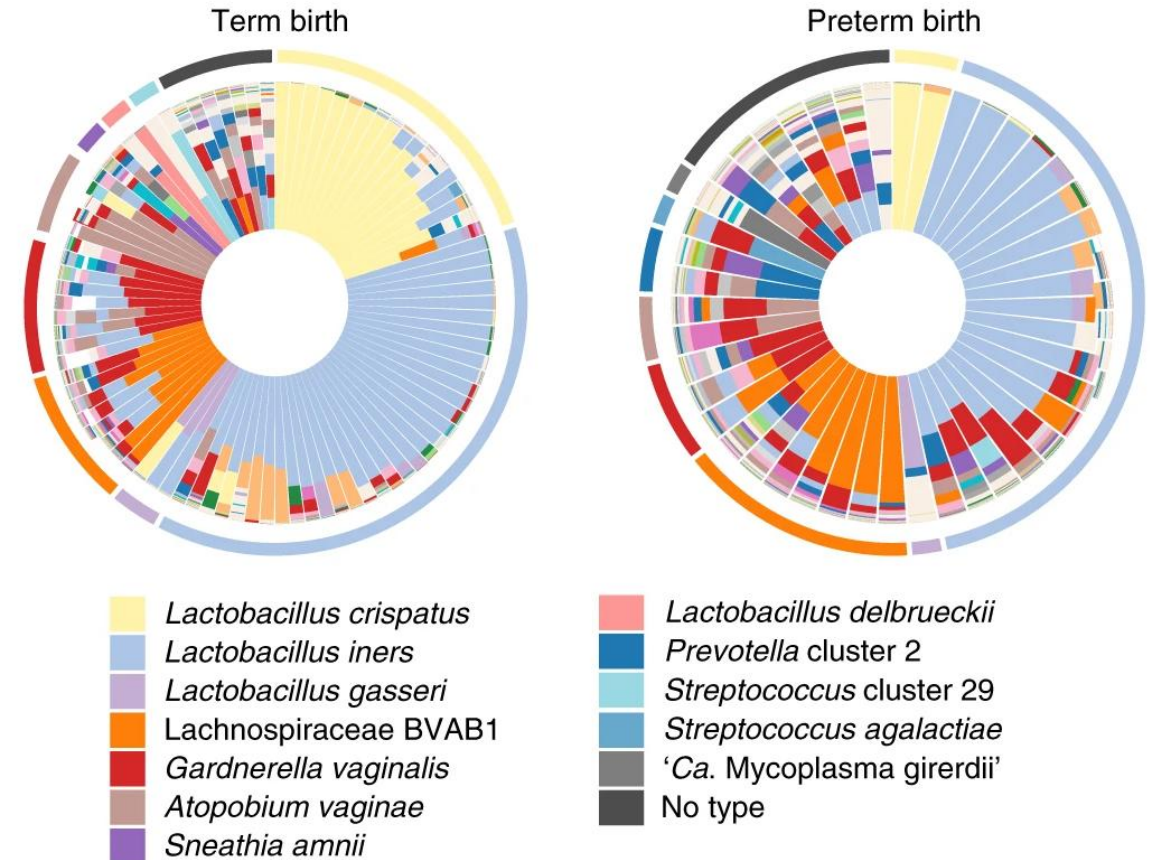 Term birth
Preterm birth
Lactobacillus crispatus
Lactobacillus iners
Lactobacillus gasseri
Lachnospiraceae BVAB1
Gardnerella vaginalis
Atopobium vaginae
Sneathia amnii
Lactobacillus delbrueckii
Prevotella cluster 2
Streptococcus cluster 29
Streptococcus agalactiae
‘Ca. Mycoplasma girerdii’
No type